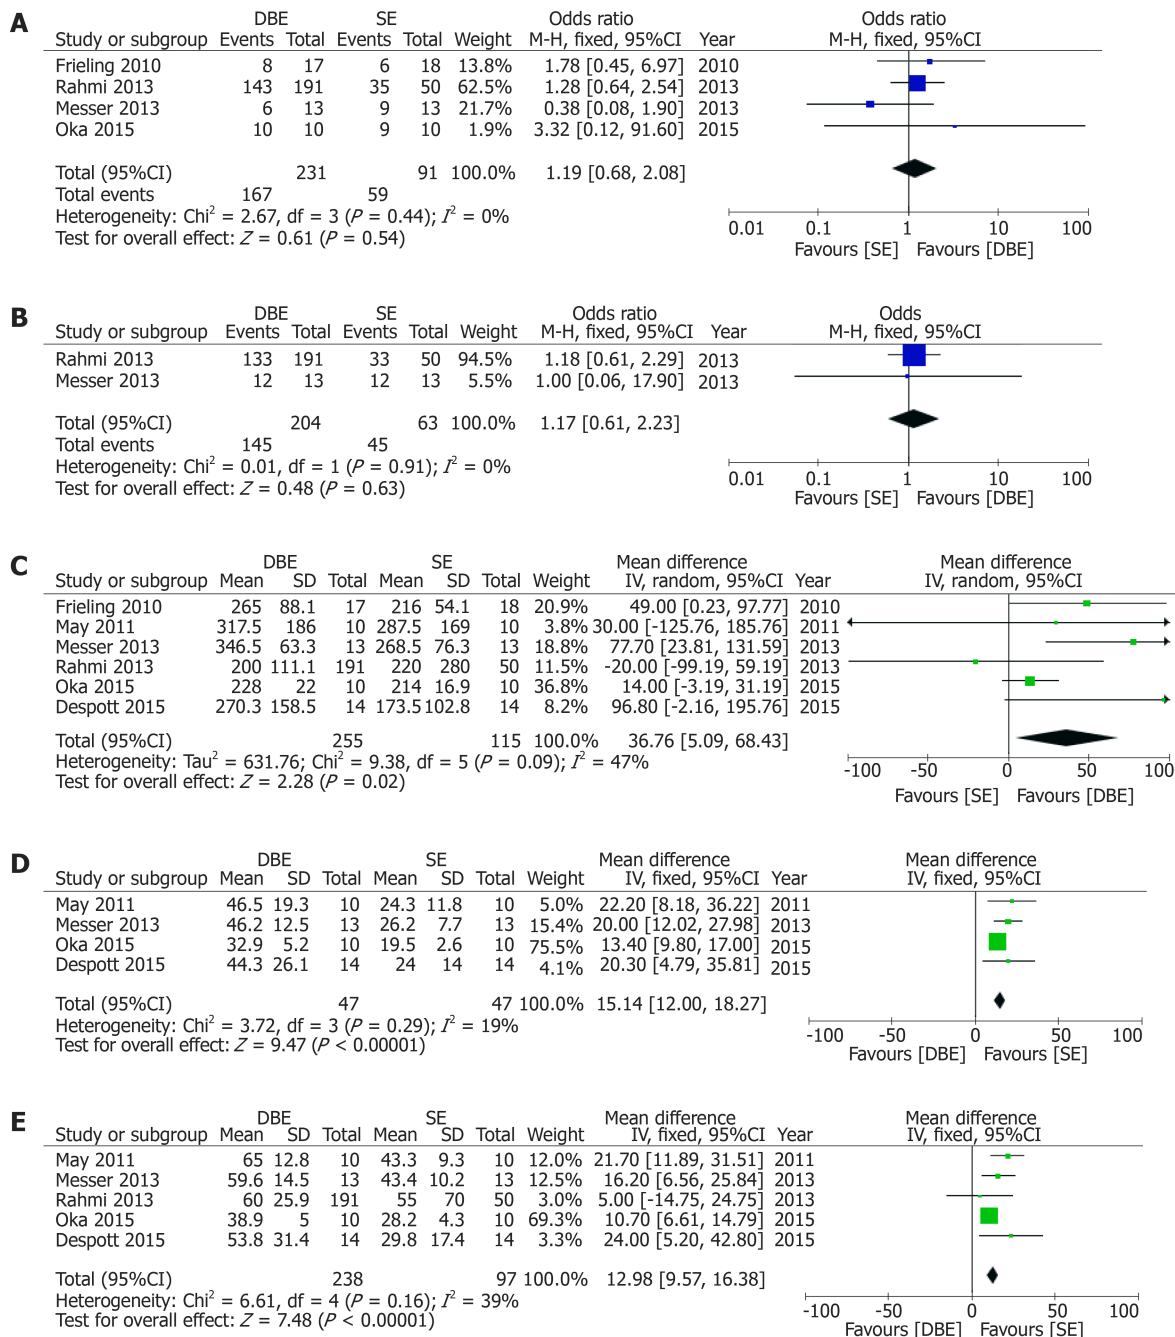 A
DBE SE Odds ratio Odds ratio
Study or subgroup Events Total Events Total Weight M-H, fixed, 95%CI Year M-H, fixed, 95%CI
Frieling 2010 8 17 6 18 13.8% 1.78 [0.45, 6.97] 2010
Rahmi 2013 143 191 35 50 62.5% 1.28 [0.64, 2.54] 2013
Messer 2013 6 13 9 13 21.7% 0.38 [0.08, 1.90] 2013
Oka 2015 10 10 9 10 1.9% 3.32 [0.12, 91.60] 2015
Total (95%CI) 231 91 100.0% 1.19 [0.68, 2.08]
Total events 167 59
Heterogeneity: Chi² = 2.67, df = 3 (P = 0.44); I² = 0%
Test for overall effect: Z = 0.61 (P = 0.54)
0.01 0.1 1 10 100
Favours [SE] Favours [DBE]
B
DBE SE Odds ratio Odds
Study or subgroup Events Total Events Total Weight M-H, fixed, 95%CI Year M-H, fixed, 95%CI
Rahmi 2013 133 191 33 50 94.5% 1.18 [0.61, 2.29] 2013
Messer 2013 12 13 12 13 5.5% 1.00 [0.06, 17.90] 2013
Total (95%CI) 204 63 100.0% 1.17 [0.61, 2.23]
Total events 145 45
Heterogeneity: Chi² = 0.01, df = 1 (P = 0.91); I² = 0%
Test for overall effect: Z = 0.48 (P = 0.63)
0.01 0.1 1 10 100
Favours [SE] Favours [DBE]
C
DBE SE Mean difference Mean difference
Study or subgroup Mean SD Total Mean SD Total Weight IV, random, 95%CI Year IV, random, 95%CI
Frieling 2010 265 88.1 17 216 54.1 18 20.9% 49.00 [0.23, 97.77] 2010
May 2011 317.5 186 10 287.5 169 10 3.8% 30.00 [-125.76, 185.76] 2011
Messer 2013 346.5 63.3 13 268.5 76.3 13 18.8% 77.70 [23.81, 131.59] 2013
Rahmi 2013 200 111.1 191 220 280 50 11.5% -20.00 [-99.19, 59.19] 2013
Oka 2015 228 22 10 214 16.9 10 36.8% 14.00 [-3.19, 31.19] 2015
Despott 2015 270.3 158.5 14 173.5 102.8 14 8.2% 96.80 [-2.16, 195.76] 2015
Total (95%CI) 255 115 100.0% 36.76 [5.09, 68.43]
Heterogeneity: Tau² = 631.76; Chi² = 9.38, df = 5 (P = 0.09); I² = 47%
Test for overall effect: Z = 2.28 (P = 0.02)
-100 -50 0 50 100
Favours [SE] Favours [DBE]
D
DBE SE Mean difference Mean difference
Study or subgroup Mean SD Total Mean SD Total Weight IV, fixed, 95%CI Year IV, fixed, 95%CI
May 2011 46.5 19.3 10 24.3 11.8 10 5.0% 22.20 [8.18, 36.22] 2011
Messer 2013 46.2 12.5 13 26.2 7.7 13 15.4% 20.00 [12.02, 27.98] 2013
Oka 2015 32.9 5.2 10 19.5 2.6 10 75.5% 13.40 [9.80, 17.00] 2015
Despott 2015 44.3 26.1 14 24 14 14 4.1% 20.30 [4.79, 35.81] 2015
Total (95%CI) 47 47 100.0% 15.14 [12.00, 18.27]
Heterogeneity: Chi² = 3.72, df = 3 (P = 0.29); I² = 19%
Test for overall effect: Z = 9.47 (P < 0.00001)
-100 -50 0 50 100
Favours [DBE] Favours [SE]
E
DBE SE Mean difference Mean difference
Study or subgroup Mean SD Total Mean SD Total Weight IV, fixed, 95%CI Year IV, fixed, 95%CI
May 2011 65 12.8 10 43.3 9.3 10 12.0% 21.70 [11.89, 31.51] 2011
Messer 2013 59.6 14.5 13 43.4 10.2 13 12.5% 16.20 [6.56, 25.84] 2013
Rahmi 2013 60 25.9 191 55 70 50 3.0% 5.00 [-14.75, 24.75] 2013
Oka 2015 38.9 5 10 28.2 4.3 10 69.3% 10.70 [6.61, 14.79] 2015
Despott 2015 53.8 31.4 14 29.8 17.4 14 3.3% 24.00 [5.20, 42.80] 2015
Total (95%CI) 238 97 100.0% 12.98 [9.57, 16.38]
Heterogeneity: Chi² = 6.61, df = 4 (P = 0.16); I² = 39%
Test for overall effect: Z = 7.48 (P < 0.00001)
-100 -50 0 50 100
Favours [DBE] Favours [SE]